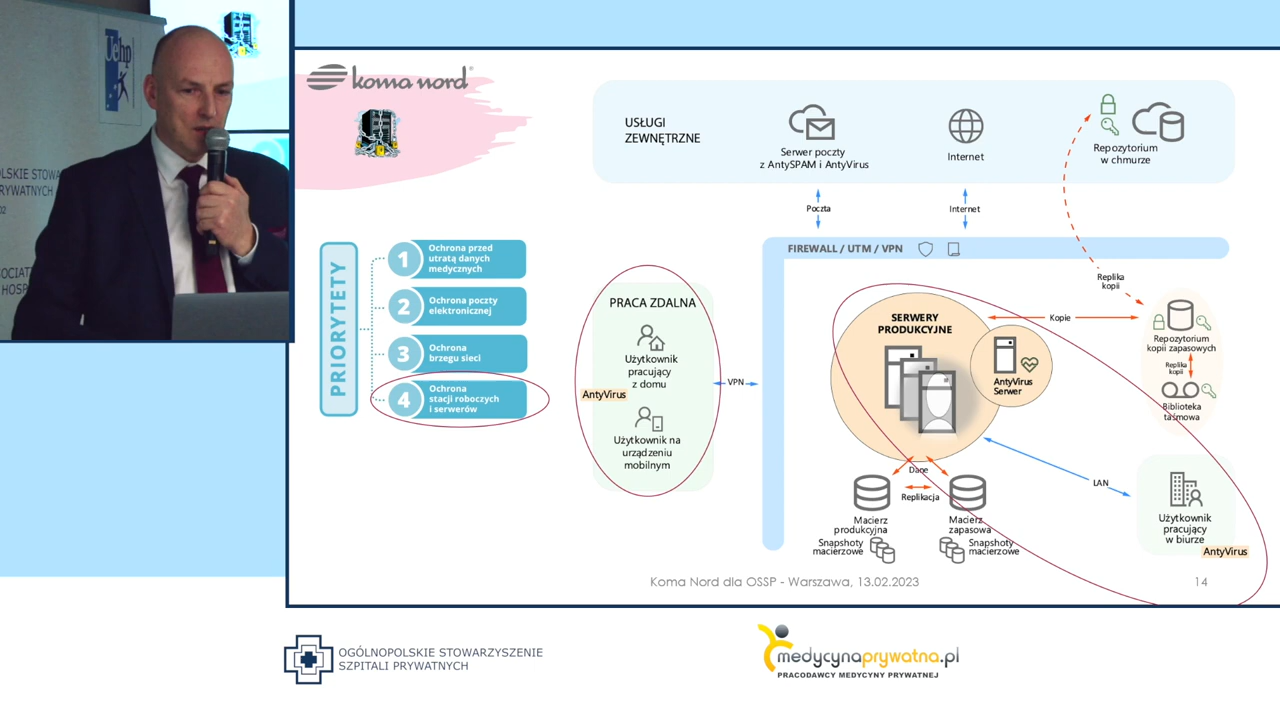 Uehp
OLSKIE STOWA
RYWATNYCH
koma nord
PRIORYTETY
1
Ochrona przed
utratą danych
medycznych
2
Ochrona poczty
elektronicznej
3
Ochrona
brzegu sieci
4
Ochrona
stacji roboczych
i serwerów
USŁUGI
ZEWNĘTRZNE
Serwer poczty
z AntySPAM i AntyVirus
Internet
Repozytorium
w chmurze
Poczta
Internet
FIREWALL / UTM / VPN
Replika
kopii
PRACA ZDALNA
Użytkownik
pracujący
z domu
AntyVirus
Użytkownik na
urządzeniu
mobilnym
VPN
SERWERY
PRODUKCYJNE
AntyVirus
Serwer
Kopie
Repozytorium
kopii zapasowych
Replika
kopii
Biblioteka
taśmowa
Dane
Replikacja
Macierz
produkcyjna
Snapshoty
macierzowe
Macierz
zapasowa
Snapshoty
macierzowe
LAN
Użytkownik
pracujący
w biurze
AntyVirus
Koma Nord dla OSSP - Warszawa, 13.02.2023
14
OGÓLNOPOLSKIE STOWARZYSZENIE
SZPITALI PRYWATNYCH
medycynaprywatna.pl
PRACODAWCY MEDYCYNY PRYWATNEJ